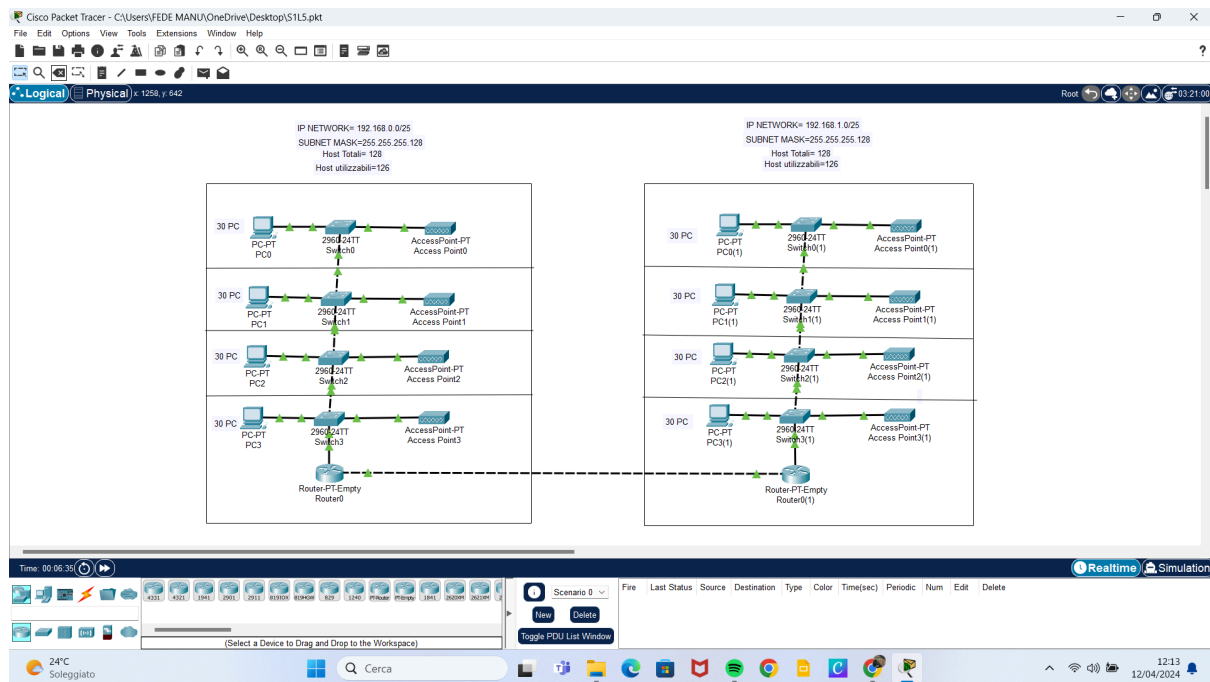 Cisco Packet Tracer - C:\Users\FEDE MANU\OneDrive\Desktop\S1L5.pkt
File Edit Options View Tools Extensions Window Help
?
Logical Physical x: 1258, y: 642
Root 03:21:00
IP NETWORK= 192.168.0.0/25
SUBNET MASK=255.255.255.128
Host Totali= 128
Host utilizzabili=126
30 PC
PC-PT
PC0
2960-24TT
Switch0
AccessPoint-PT
Access Point0
30 PC
PC-PT
PC1
2960-24TT
Switch1
AccessPoint-PT
Access Point1
30 PC
PC-PT
PC2
2960-24TT
Switch2
AccessPoint-PT
Access Point2
30 PC
PC-PT
PC3
2960-24TT
Switch3
AccessPoint-PT
Access Point3
Router-PT-Empty
Router0
IP NETWORK= 192.168.1.0/25
SUBNET MASK=255.255.255.128
Host Totali= 128
Host utilizzabili=126
30 PC
PC-PT
PC0(1)
2960-24TT
Switch0(1)
AccessPoint-PT
Access Point0(1)
30 PC
PC-PT
PC1(1)
2960-24TT
Switch1(1)
AccessPoint-PT
Access Point1(1)
30 PC
PC-PT
PC2(1)
2960-24TT
Switch2(1)
AccessPoint-PT
Access Point2(1)
30 PC
PC-PT
PC3(1)
2960-24TT
Switch3(1)
AccessPoint-PT
Access Point3(1)
Router-PT-Empty
Router0(1)
Time: 00:06:35
Realtime Simulation
4331 4321 1941 2901 2911 819IOX 819HGW 829 1240 PT-Router PT-Empty 1841 2620XM 2621XM
(Select a Device to Drag and Drop to the Workspace)
Scenario 0
New Delete
Toggle PDU List Window
Fire Last Status Source Destination Type Color Time(sec) Periodic Num Edit Delete
24°C
Soleggiato
Cerca
12:13
12/04/2024